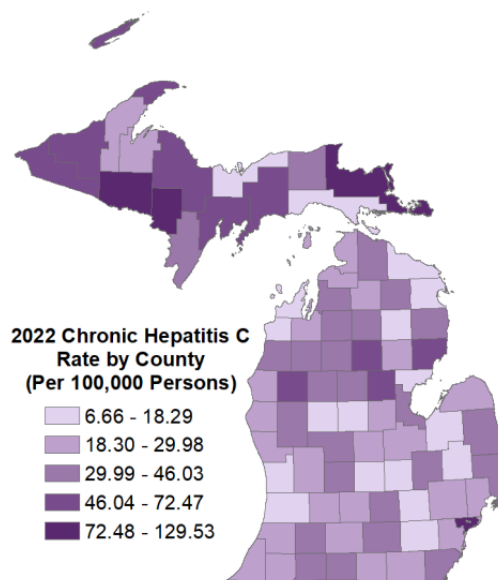 2022 Chronic Hepatitis C
Rate by County
(Per 100,000 Persons)
6.66 - 18.29
18.30 - 29.98
29.99 - 46.03
46.04 - 72.47
72.48 - 129.53